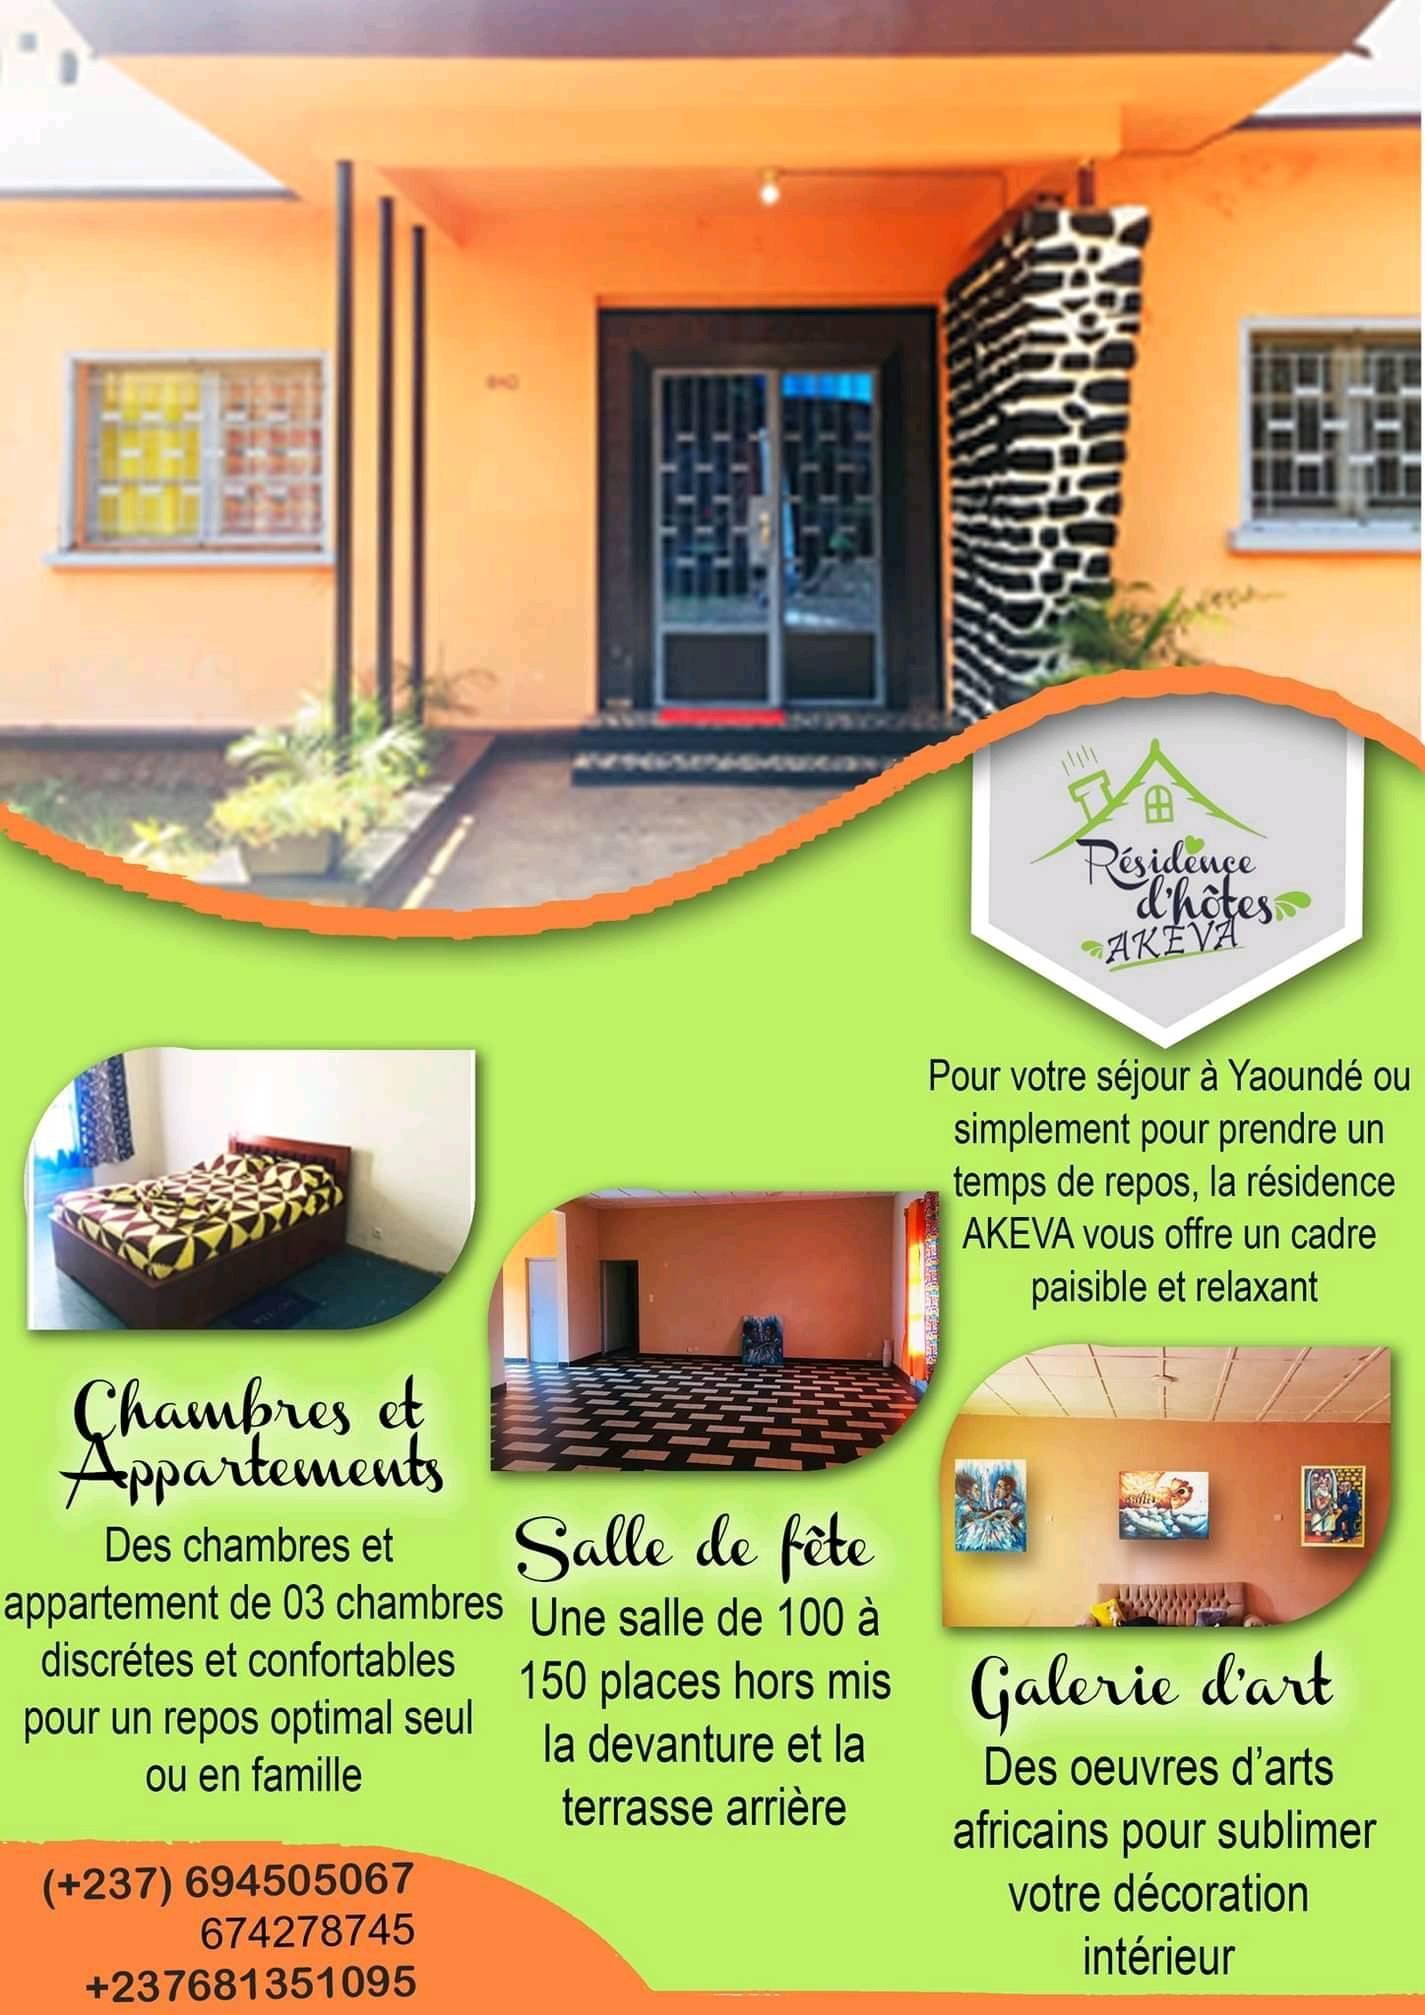 Résidence
d'hôtes
AKEVA
Pour votre séjour à Yaoundé ou
simplement pour prendre un
temps de repos, la résidence
AKEVA vous offre un cadre
paisible et relaxant
Chambres et
Appartements
Des chambres et
appartement de 03 chambres
discrétes et confortables
pour un repos optimal seul
ou en famille
Salle de fête
Une salle de 100 à
150 places hors mis
la devanture et la
terrasse arrière
Galerie d'art
Des oeuvres d’arts
africains pour sublimer
votre décoration
intérieur
(+237) 694505067
674278745
+237681351095